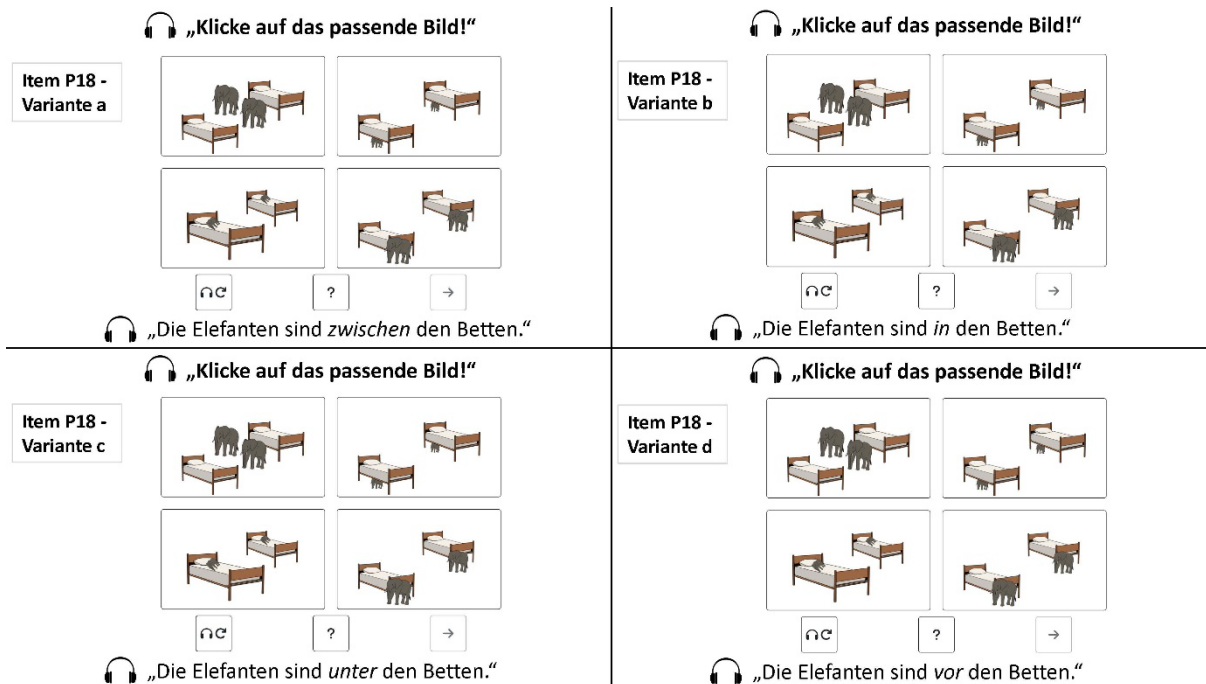 „Klicke auf das passende Bild!“
Item P18 -
Variante a
?
„Die Elefanten sind zwischen den Betten.“
„Klicke auf das passende Bild!“
Item P18 -
Variante b
?
„Die Elefanten sind in den Betten.“
„Klicke auf das passende Bild!“
Item P18 -
Variante c
?
„Die Elefanten sind unter den Betten.“
„Klicke auf das passende Bild!“
Item P18 -
Variante d
?
„Die Elefanten sind vor den Betten.“